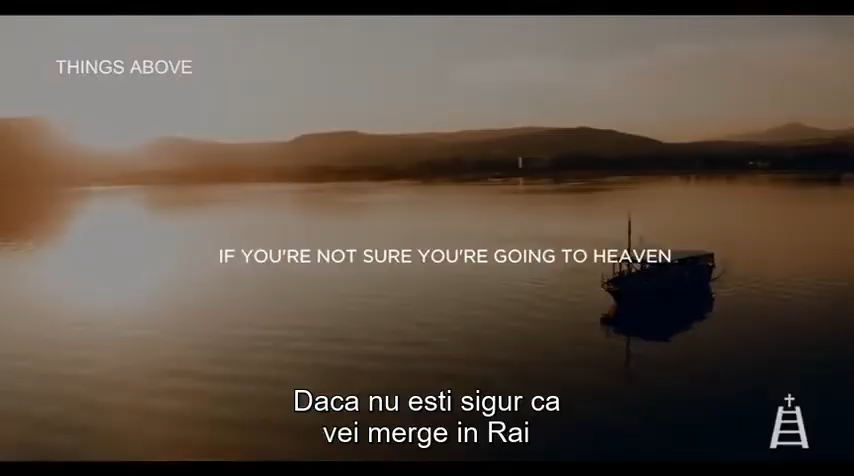 THINGS ABOVE
IF YOU'RE NOT SURE YOU'RE GOING TO HEAVEN
Daca nu esti sigur ca
vei merge in Rai